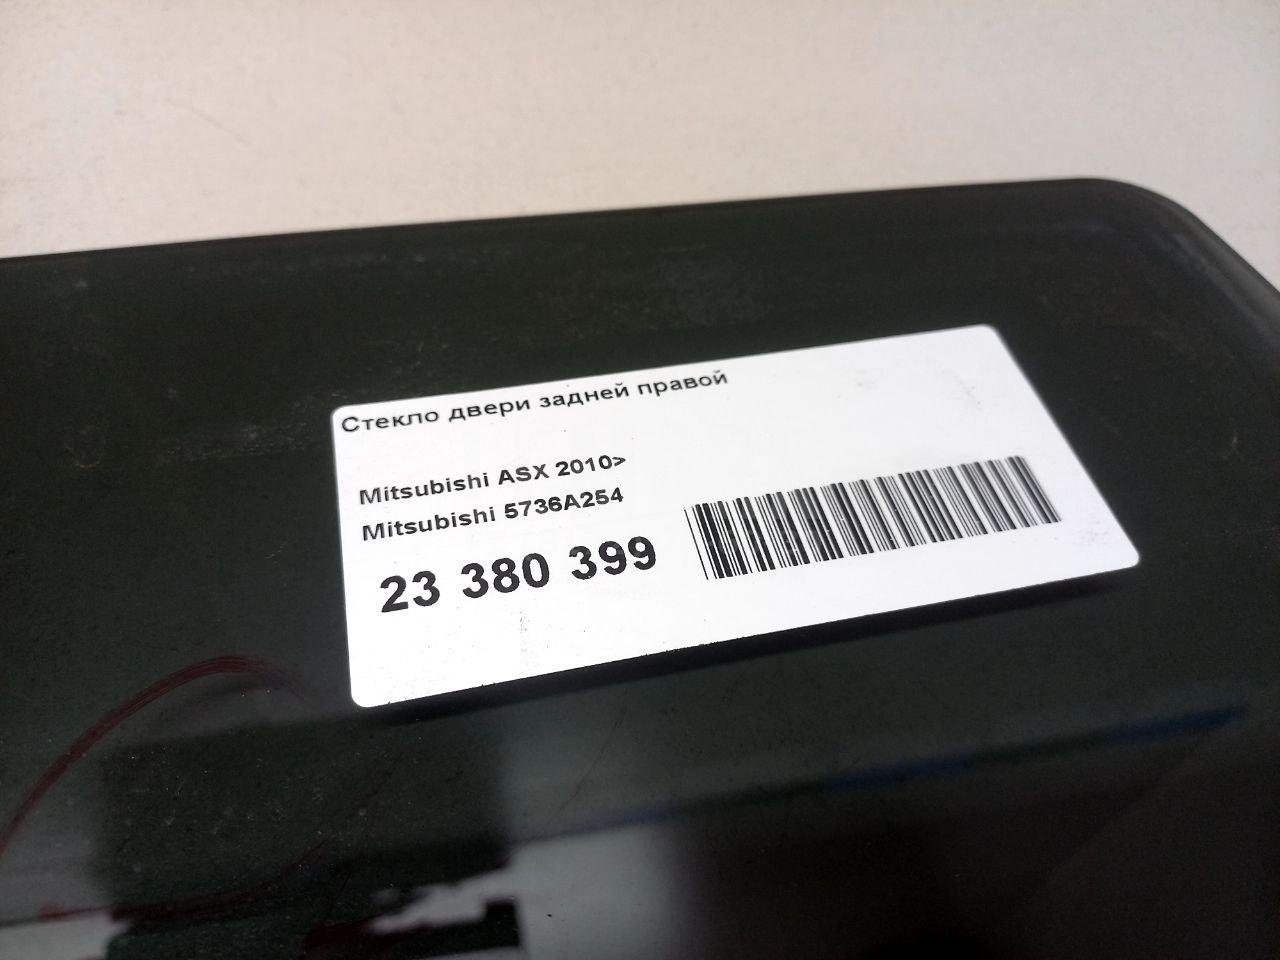 Стекло двери задней правой
Mitsubishi ASX 2010>
Mitsubishi 5736A254
23 380 399